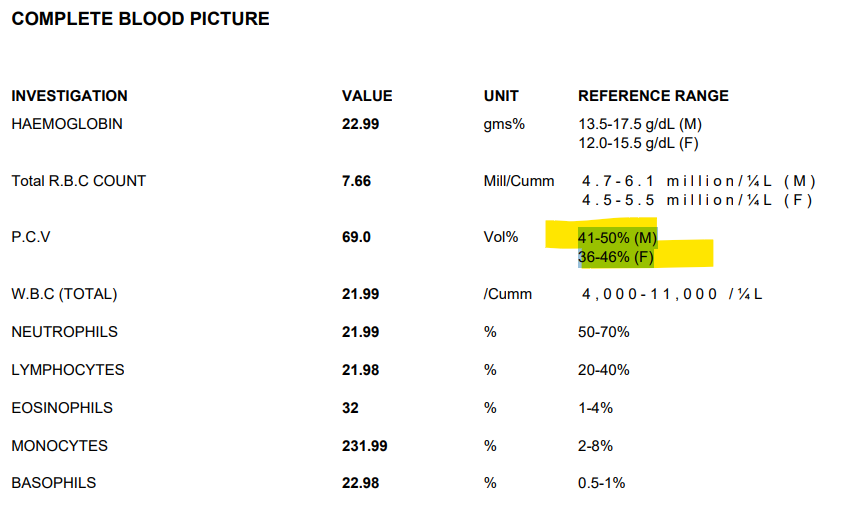 COMPLETE BLOOD PICTURE
INVESTIGATION VALUE UNIT REFERENCE RANGE
HAEMOGLOBIN 22.99 gms% 13.5-17.5 g/dL (M)
12.0-15.5 g/dL (F)
Total R.B.C COUNT 7.66 Mill/Cumm 4.7-6.1 million/¼L (M)
4.5-5.5 million/¼L (F)
P.C.V 69.0 Vol% 41-50% (M)
36-46% (F)
W.B.C (TOTAL) 21.99 /Cumm 4,000-11,000 /¼L
NEUTROPHILS 21.99 % 50-70%
LYMPHOCYTES 21.98 % 20-40%
EOSINOPHILS 32 % 1-4%
MONOCYTES 231.99 % 2-8%
BASOPHILS 22.98 % 0.5-1%